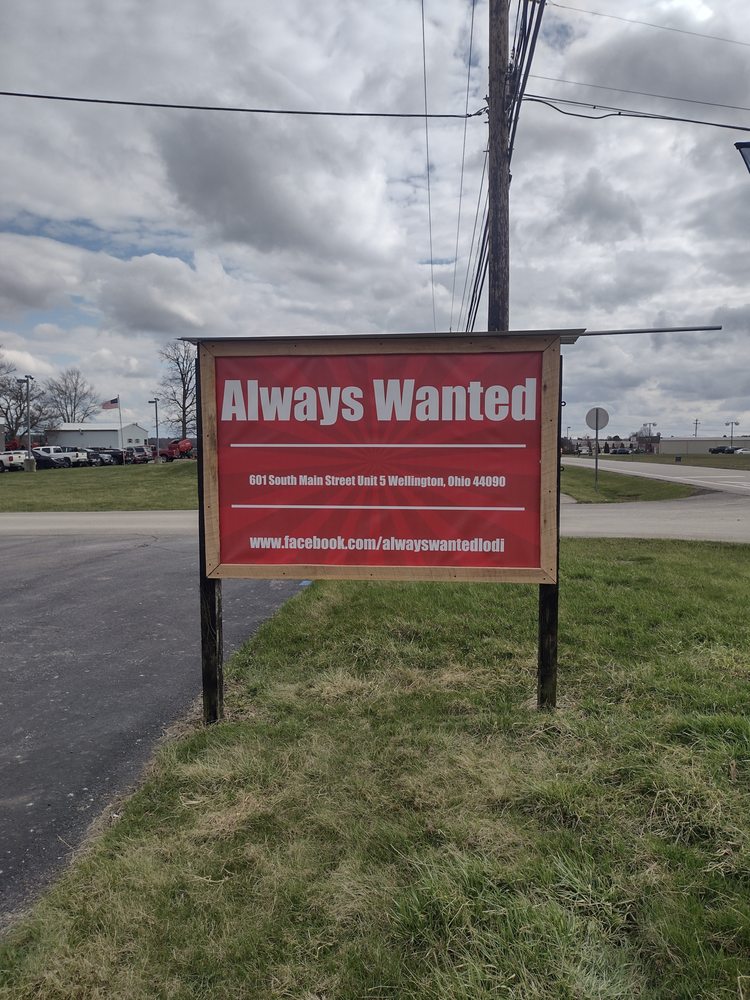 Always Wanted
601 South Main Street Unit 5 Wellington, Ohio 44090
www.facebook.com/alwayswantedlodi